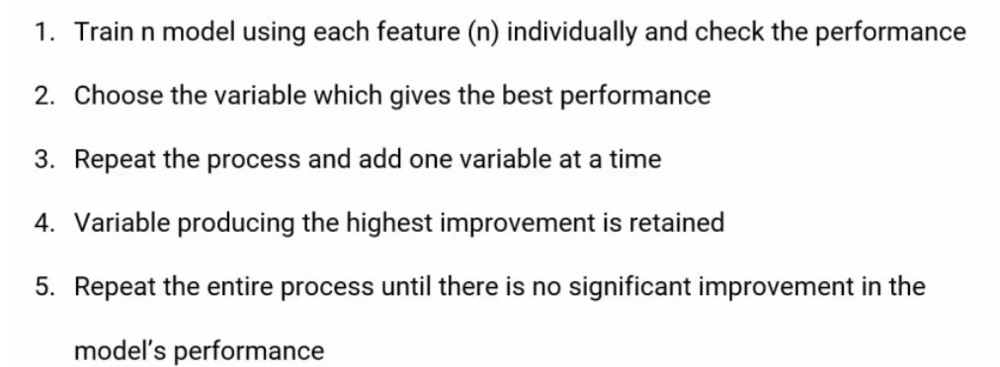 1. Train n model using each feature (n) individually and check the performance
2. Choose the variable which gives the best performance
3. Repeat the process and add one variable at a time
4. Variable producing the highest improvement is retained
5. Repeat the entire process until there is no significant improvement in the
model's performance